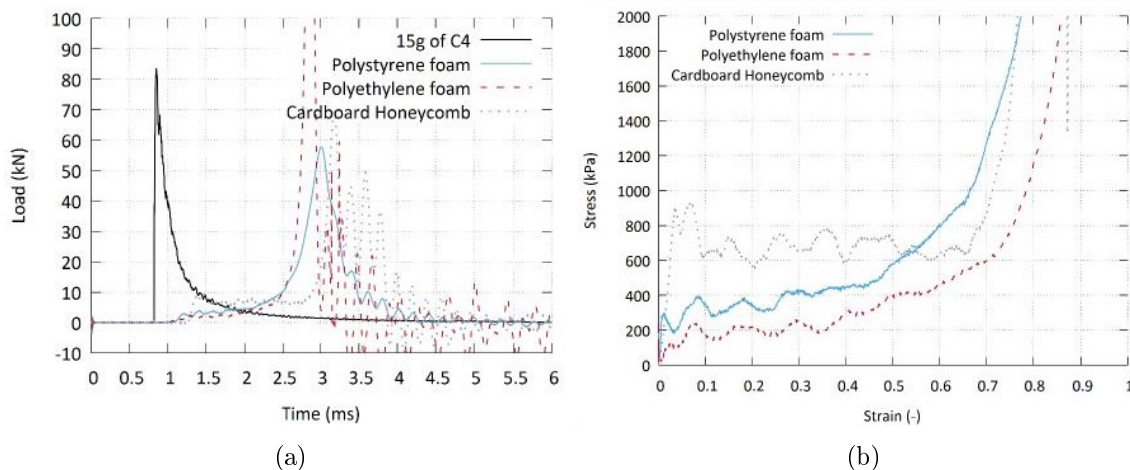 100
90
80
70
60
50
40
30
20
10
0
-10
Load (kN)
15g of C4
Polystyrene foam
Polyethylene foam
Cardboard Honeycomb
0 0.5 1 1.5 2 2.5 3 3.5 4 4.5 5 5.5 6
Time (ms)
(a)
2000
1800
1600
1400
1200
1000
800
600
400
200
0
Stress (kPa)
Polystyrene foam
Polyethylene foam
Cardboard Honeycomb
0 0.1 0.2 0.3 0.4 0.5 0.6 0.7 0.8 0.9 1
Strain (-)
(b)